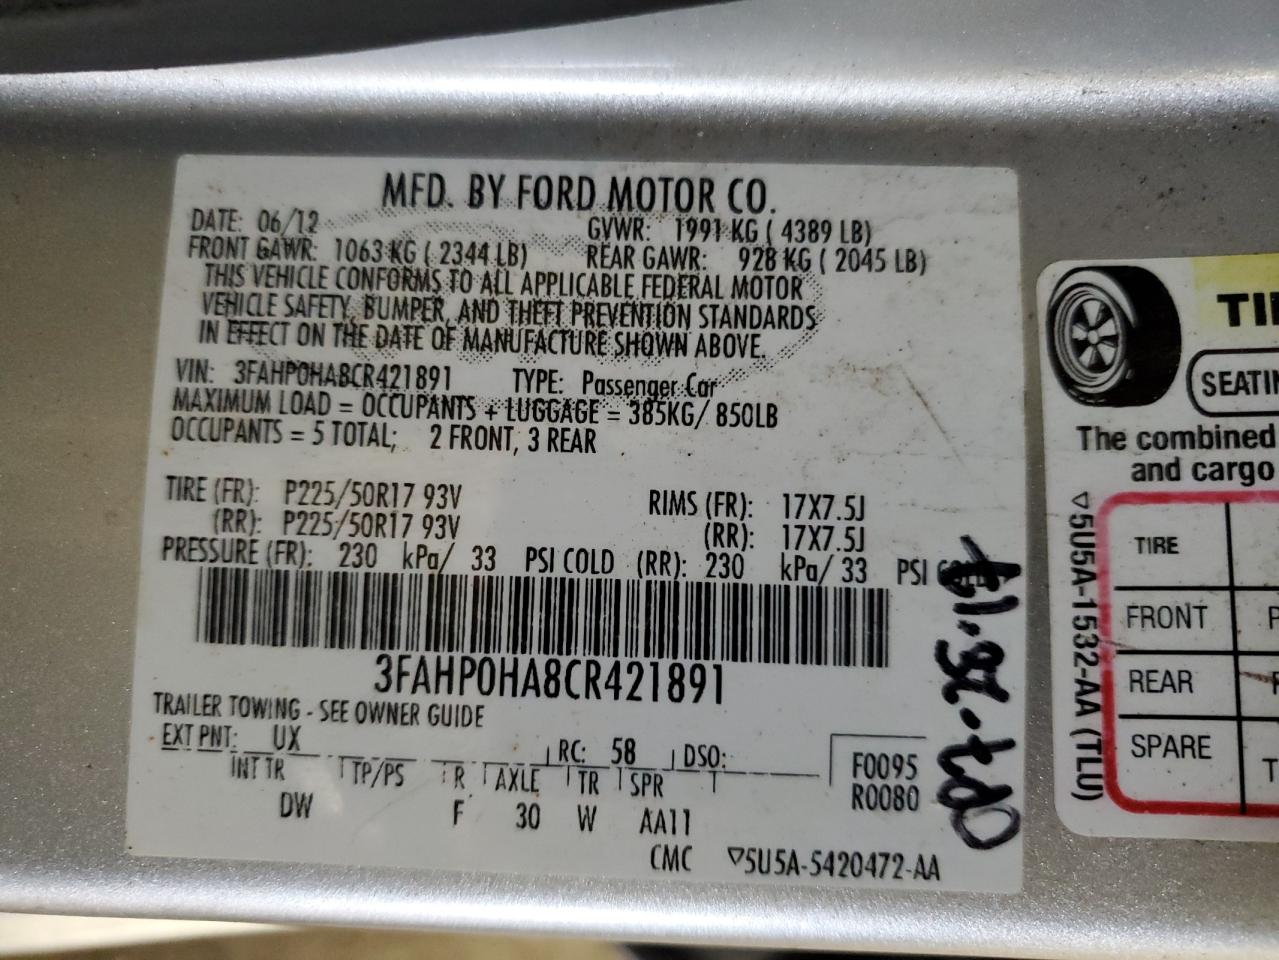 MFD. BY FORD MOTOR CO.
DATE: 06/12 GVWR: 1991 KG ( 4389 LB)
FRONT GAWR: 1063 KG ( 2344 LB) REAR GAWR: 928 KG ( 2045 LB)
THIS VEHICLE CONFORMS TO ALL APPLICABLE FEDERAL MOTOR
VEHICLE SAFETY, BUMPER, AND THEFT PREVENTION STANDARDS
IN EFFECT ON THE DATE OF MANUFACTURE SHOWN ABOVE.
VIN: 3FAHP0HA8CR421891 TYPE: Passenger Car
MAXIMUM LOAD = OCCUPANTS + LUGGAGE = 385KG/ 850LB
OCCUPANTS = 5 TOTAL; 2 FRONT, 3 REAR
TIRE (FR): P225/50R17 93V RIMS (FR): 17X7.5J
(RR): P225/50R17 93V (RR): 17X7.5J
PRESSURE (FR): 230 kPa/ 33 PSI COLD (RR): 230 kPa/ 33 PSI
3FAHP0HA8CR421891
TRAILER TOWING - SEE OWNER GUIDE
EXT PNT: UX RC: 58 DSO:
INT TR TP/PS R AXLE TR SPR
DW F 30 W AA11
CMC
F0095
R0080
▽5U5A-5420472-AA
SEATIN
The combined
and cargo
TIRE
FRONT
REAR
SPARE
▽5U5A-1532-AA (TLU)